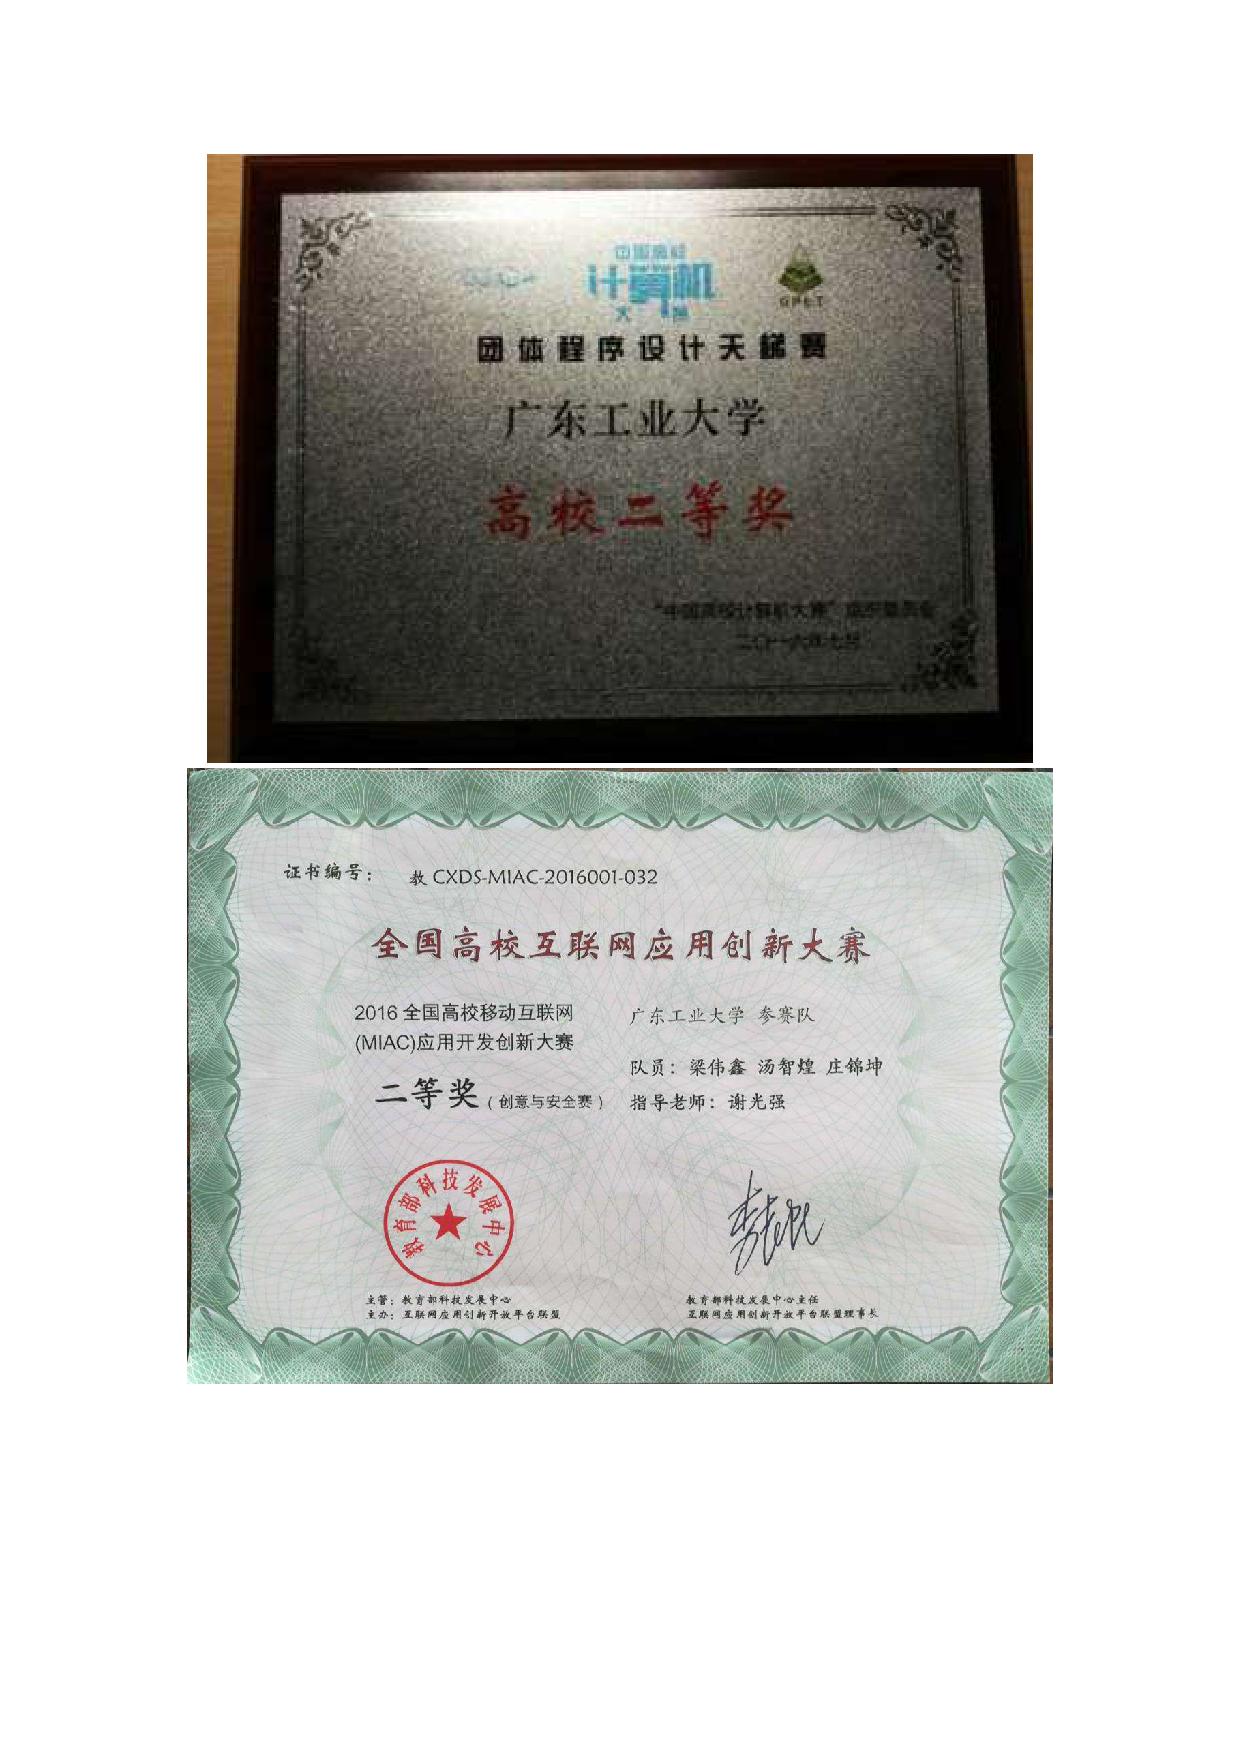 中国高校
计算机
大赛
GPLT
团体程序设计天梯赛
广东工业大学
高校二等奖
“中国高校计算机大赛”
二〇一六年七月
证书编号： 教 CXDS-MIAC-2016001-032
全国高校互联网应用创新大赛
2016 全国高校移动互联网
(MIAC)应用开发创新大赛
二等奖（创意与安全赛）
广东工业大学 参赛队
队员：梁伟鑫 汤智煌 庄锦坤
指导老师：谢光强
教育部科技发展中心
主管：教育部科技发展中心
主办：互联网应用创新开放平台联盟
教育部科技发展中心主任
互联网应用创新开放平台联盟理事长